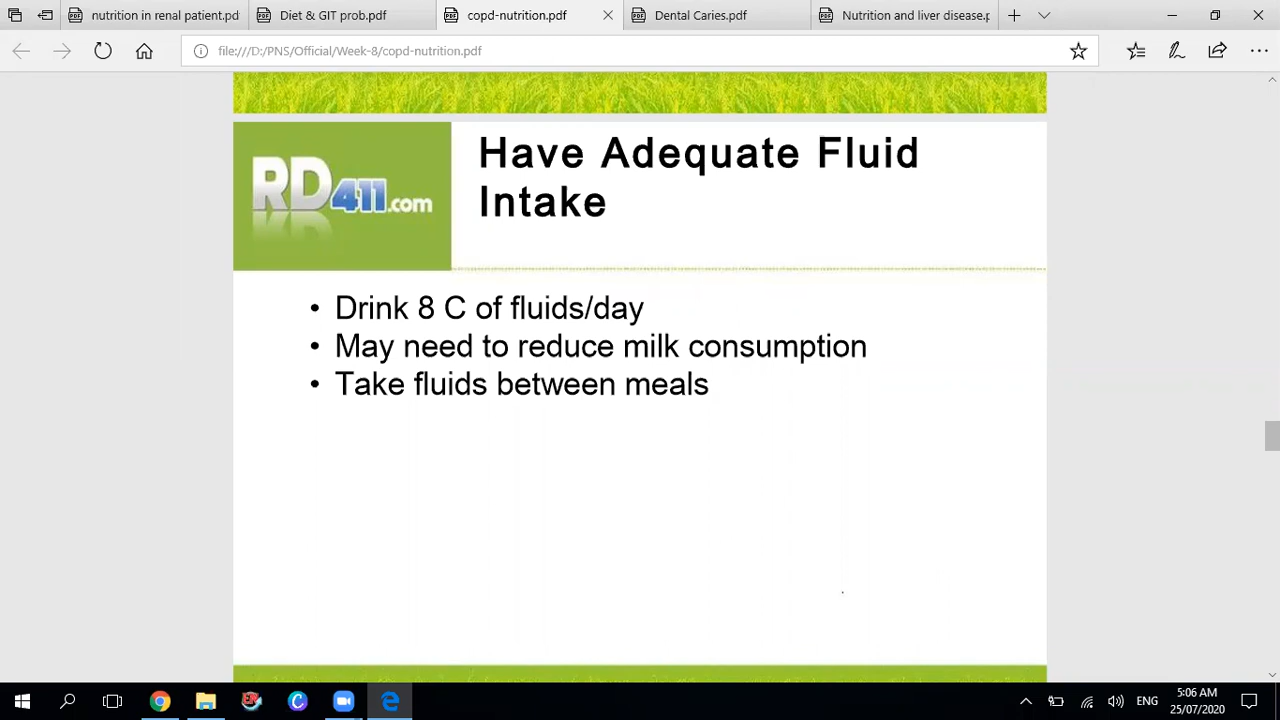 nutrition in renal patient.pd
Diet & GIT prob.pdf
copd-nutrition.pdf
Dental Caries.pdf
Nutrition and liver disease.p
file:///D:/PNS/Official/Week-8/copd-nutrition.pdf
RD411.com
Have Adequate Fluid
Intake
• Drink 8 C of fluids/day
• May need to reduce milk consumption
• Take fluids between meals
ENG
5:06 AM
25/07/2020